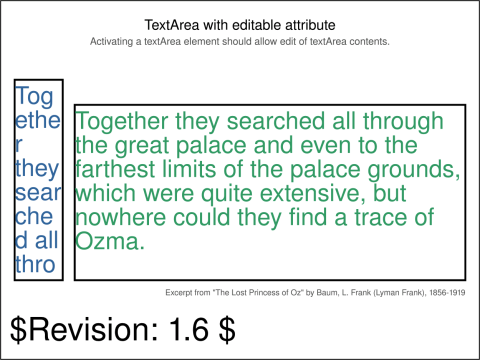 TextArea with editable attribute
Activating a textArea element should allow edit of textArea contents.
Tog
ethe
r
they
sear
che
d all
thro
Together they searched all through
the great palace and even to the
farthest limits of the palace grounds,
which were quite extensive, but
nowhere could they find a trace of
Ozma.
Excerpt from "The Lost Princess of Oz" by Baum, L. Frank (Lyman Frank), 1856-1919
$Revision: 1.6 $